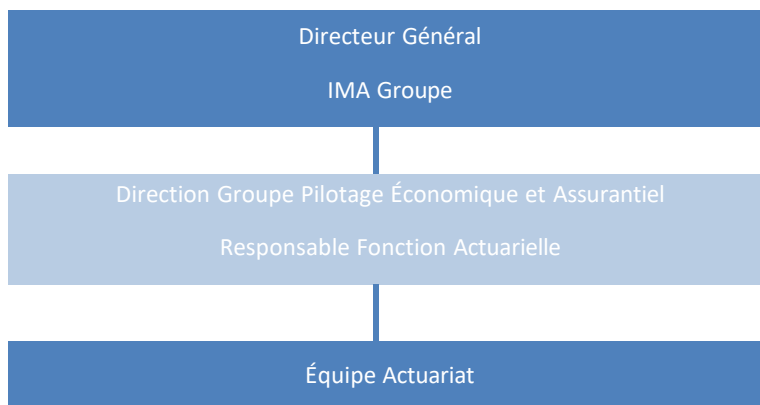 Directeur Général
IMA Groupe
Direction Groupe Pilotage Économique et Assurantiel
Responsable Fonction Actuarielle
Équipe Actuariat